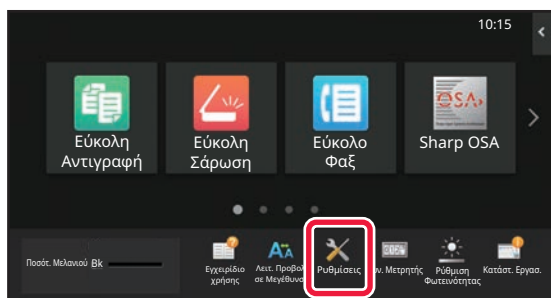 10:15
Εύκολη
Αντιγραφή
Εύκολη
Σάρωση
Εύκολο
Φαξ
OSA
Sharp OSA
Ποσότ. Μελανιού Bk
Εγχειρίδιο
χρήσης
Λειτ. Προβολ
σε Μεγέθυνσ
Ρυθμίσεις
ν. Μετρητής
Ρύθμιση
Φωτεινότητας
Κατάστ. Εργασ.